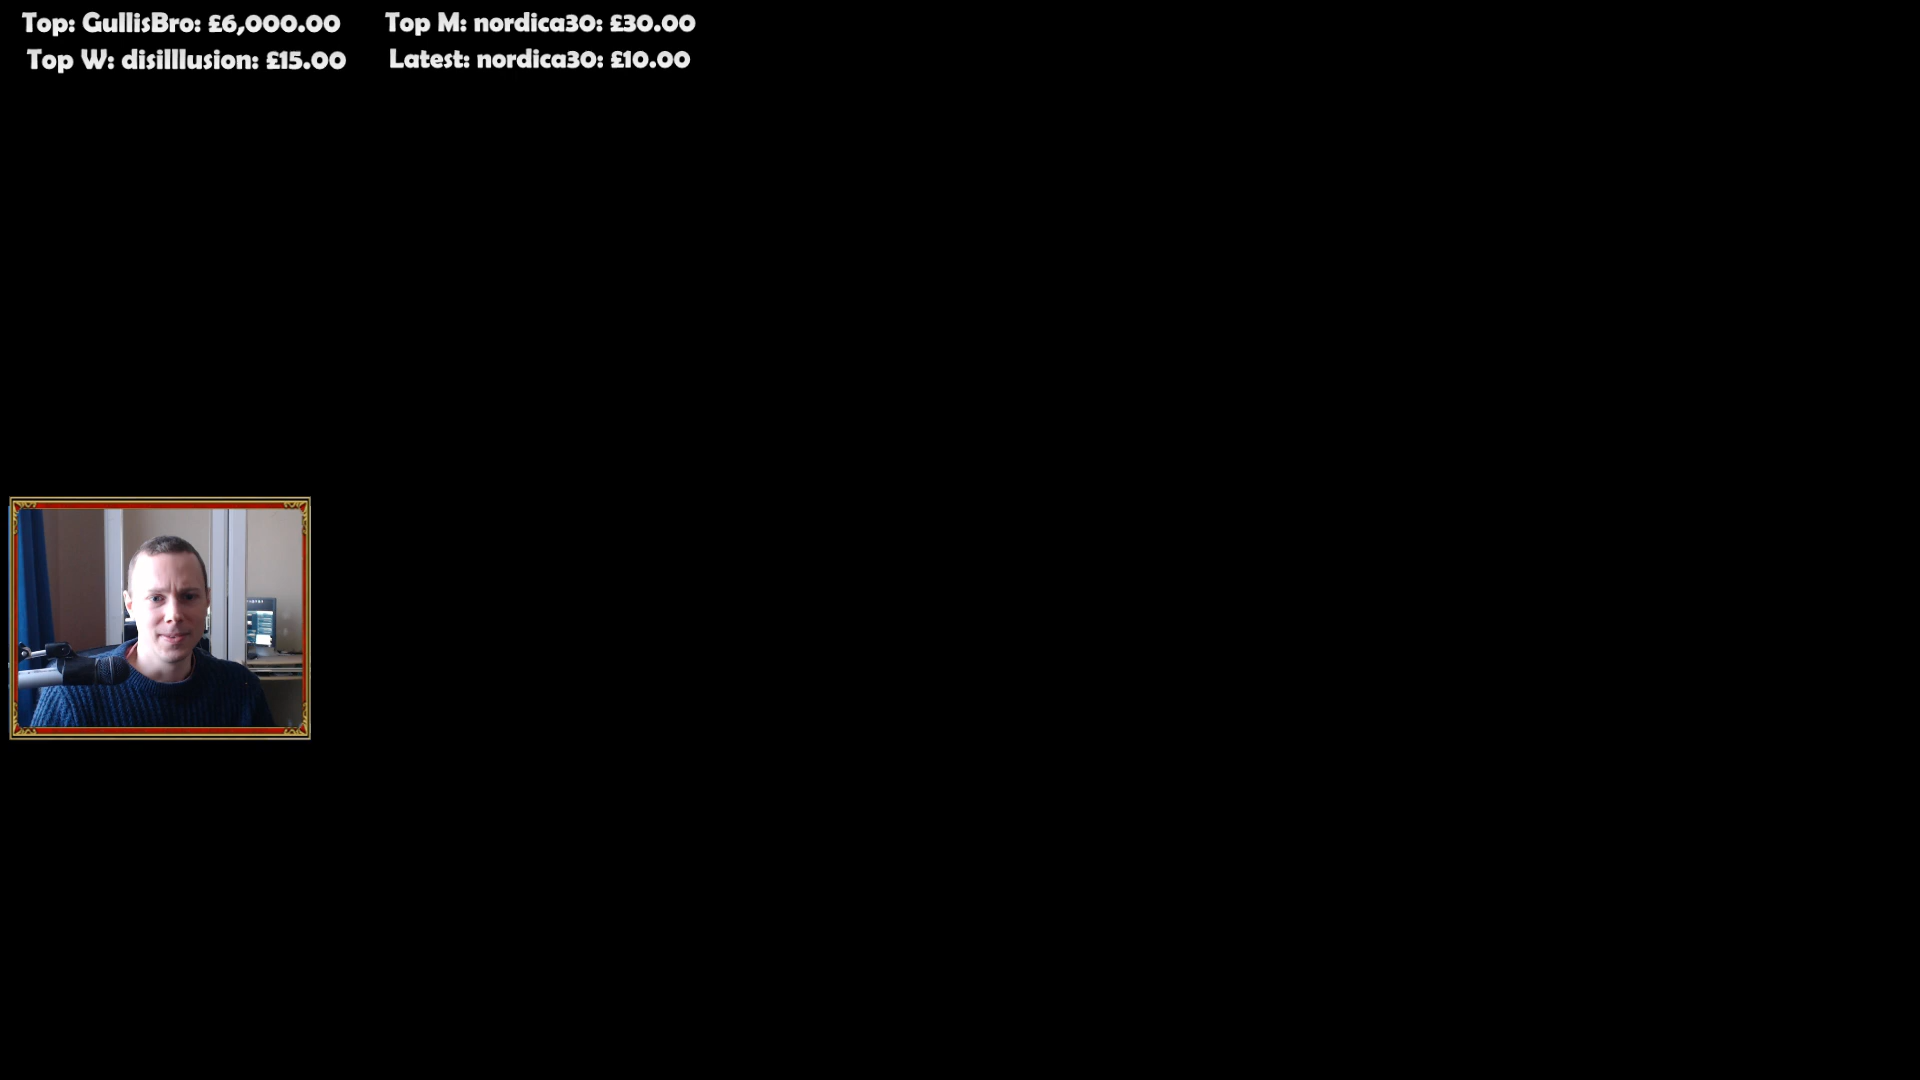 Top: GullisBro: £6,000.00
Top M: nordica30: £30.00
Top W: disilllusion: £15.00
Latest: nordica30: £10.00